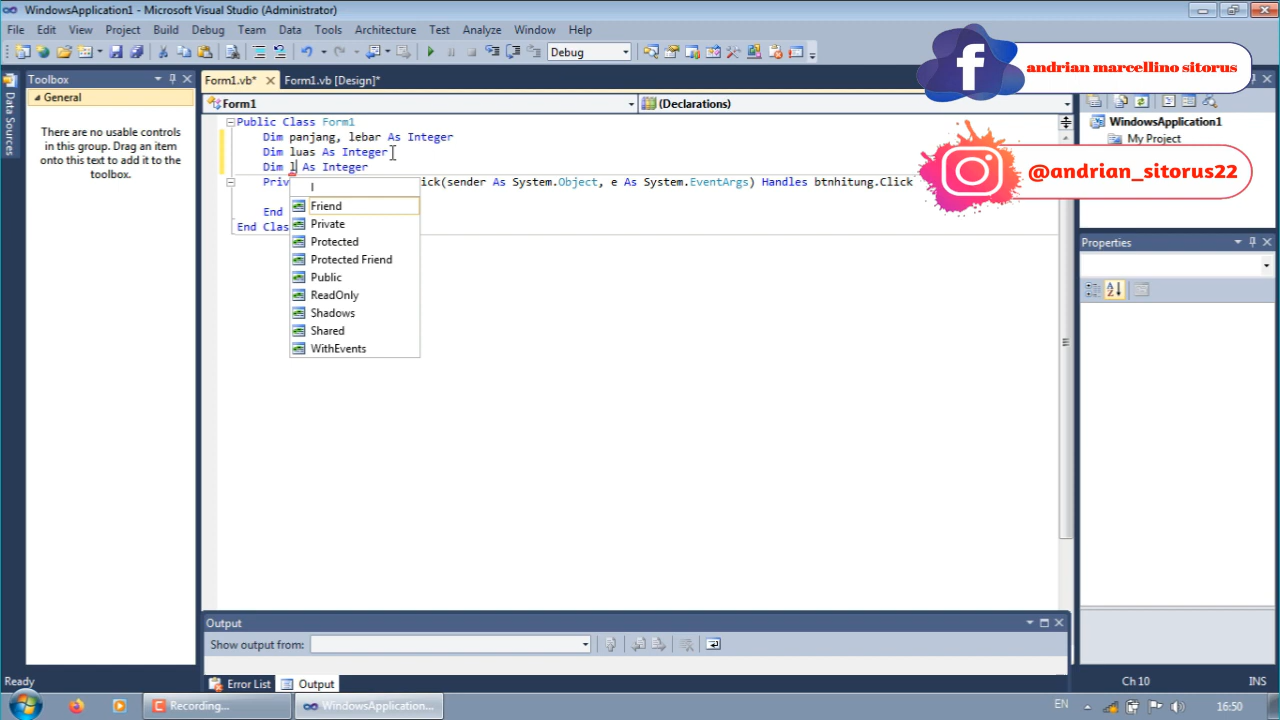 WindowsApplication1 - Microsoft Visual Studio (Administrator)
File Edit View Project Build Debug Team Data Tools Architecture Test Analyze Window Help
Debug
andrian marcellino sitorus
@andrian_sitorus22
Data Sources
Toolbox
General
There are no usable controls
in this group. Drag an item
onto this text to add it to the
toolbox.
Form1.vb* Form1.vb [Design]*
Form1 (Declarations)
Public Class Form1
Dim panjang, lebar As Integer
Dim luas As Integer
Dim l As Integer
Priv ick(sender As System.Object, e As System.EventArgs) Handles btnhitung.Click
End
End Clas
l
Friend
Private
Protected
Protected Friend
Public
ReadOnly
Shadows
Shared
WithEvents
WindowsApplication1
My Project
Properties
Output
Show output from:
Error List Output
Ready Ch 10 INS
Recording... WindowsApplication... EN 16:50